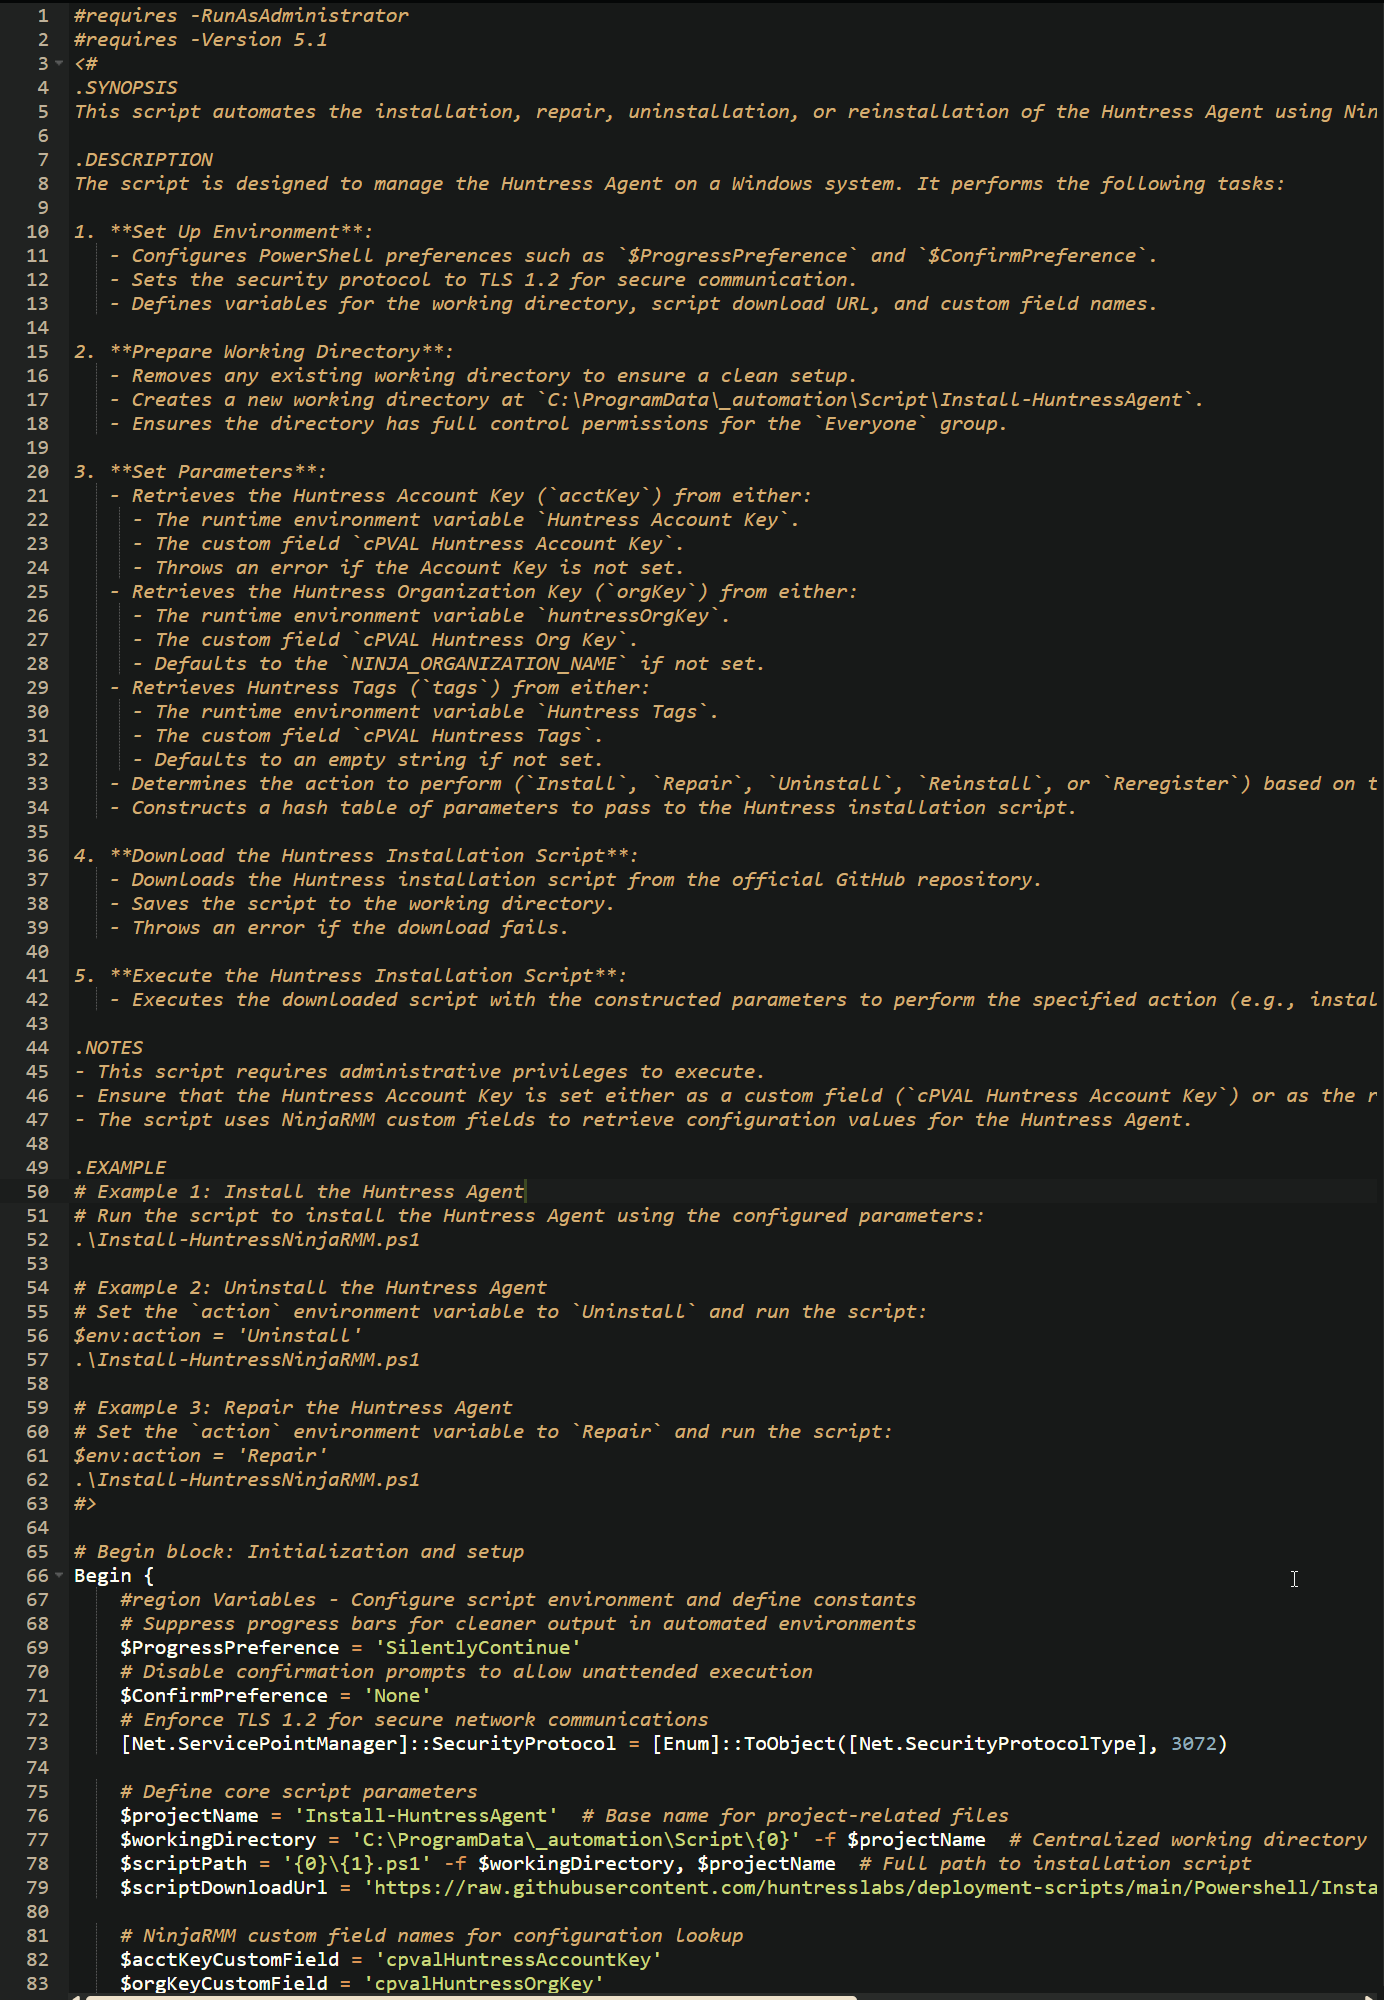 1 #requires -RunAsAdministrator
2 #requires -Version 5.1
3 <#
4 .SYNOPSIS
5 This script automates the installation, repair, uninstallation, or reinstallation of the Huntress Agent using Nin
6
7 .DESCRIPTION
8 The script is designed to manage the Huntress Agent on a Windows system. It performs the following tasks:
9
10 1. **Set Up Environment**:
11    - Configures PowerShell preferences such as `$ProgressPreference` and `$ConfirmPreference`.
12    - Sets the security protocol to TLS 1.2 for secure communication.
13    - Defines variables for the working directory, script download URL, and custom field names.
14
15 2. **Prepare Working Directory**:
16    - Removes any existing working directory to ensure a clean setup.
17    - Creates a new working directory at `C:\ProgramData\_automation\Script\Install-HuntressAgent`.
18    - Ensures the directory has full control permissions for the `Everyone` group.
19
20 3. **Set Parameters**:
21    - Retrieves the Huntress Account Key (`acctKey`) from either:
22      - The runtime environment variable `Huntress Account Key`.
23      - The custom field `cPVAL Huntress Account Key`.
24      - Throws an error if the Account Key is not set.
25    - Retrieves the Huntress Organization Key (`orgKey`) from either:
26      - The runtime environment variable `huntressOrgKey`.
27      - The custom field `cPVAL Huntress Org Key`.
28      - Defaults to the `NINJA_ORGANIZATION_NAME` if not set.
29    - Retrieves Huntress Tags (`tags`) from either:
30      - The runtime environment variable `Huntress Tags`.
31      - The custom field `cPVAL Huntress Tags`.
32      - Defaults to an empty string if not set.
33    - Determines the action to perform (`Install`, `Repair`, `Uninstall`, `Reinstall`, or `Reregister`) based on t
34    - Constructs a hash table of parameters to pass to the Huntress installation script.
35
36 4. **Download the Huntress Installation Script**:
37    - Downloads the Huntress installation script from the official GitHub repository.
38    - Saves the script to the working directory.
39    - Throws an error if the download fails.
40
41 5. **Execute the Huntress Installation Script**:
42    - Executes the downloaded script with the constructed parameters to perform the specified action (e.g., instal
43
44 .NOTES
45 - This script requires administrative privileges to execute.
46 - Ensure that the Huntress Account Key is set either as a custom field (`cPVAL Huntress Account Key`) or as the r
47 - The script uses NinjaRMM custom fields to retrieve configuration values for the Huntress Agent.
48
49 .EXAMPLE
50 # Example 1: Install the Huntress Agent
51 # Run the script to install the Huntress Agent using the configured parameters:
52 .\Install-HuntressNinjaRMM.ps1
53
54 # Example 2: Uninstall the Huntress Agent
55 # Set the `action` environment variable to `Uninstall` and run the script:
56 $env:action = 'Uninstall'
57 .\Install-HuntressNinjaRMM.ps1
58
59 # Example 3: Repair the Huntress Agent
60 # Set the `action` environment variable to `Repair` and run the script:
61 $env:action = 'Repair'
62 .\Install-HuntressNinjaRMM.ps1
63 #>
64
65 # Begin block: Initialization and setup
66 Begin {
67     #region Variables - Configure script environment and define constants
68     # Suppress progress bars for cleaner output in automated environments
69     $ProgressPreference = 'SilentlyContinue'
70     # Disable confirmation prompts to allow unattended execution
71     $ConfirmPreference = 'None'
72     # Enforce TLS 1.2 for secure network communications
73     [Net.ServicePointManager]::SecurityProtocol = [Enum]::ToObject([Net.SecurityProtocolType], 3072)
74
75     # Define core script parameters
76     $projectName = 'Install-HuntressAgent'  # Base name for project-related files
77     $workingDirectory = 'C:\ProgramData\_automation\Script\{0}' -f $projectName  # Centralized working directory
78     $scriptPath = '{0}\{1}.ps1' -f $workingDirectory, $projectName  # Full path to installation script
79     $scriptDownloadUrl = 'https://raw.githubusercontent.com/huntresslabs/deployment-scripts/main/Powershell/Insta
80
81     # NinjaRMM custom field names for configuration lookup
82     $acctKeyCustomField = 'cpvalHuntressAccountKey'
83     $orgKeyCustomField = 'cpvalHuntressOrgKey'